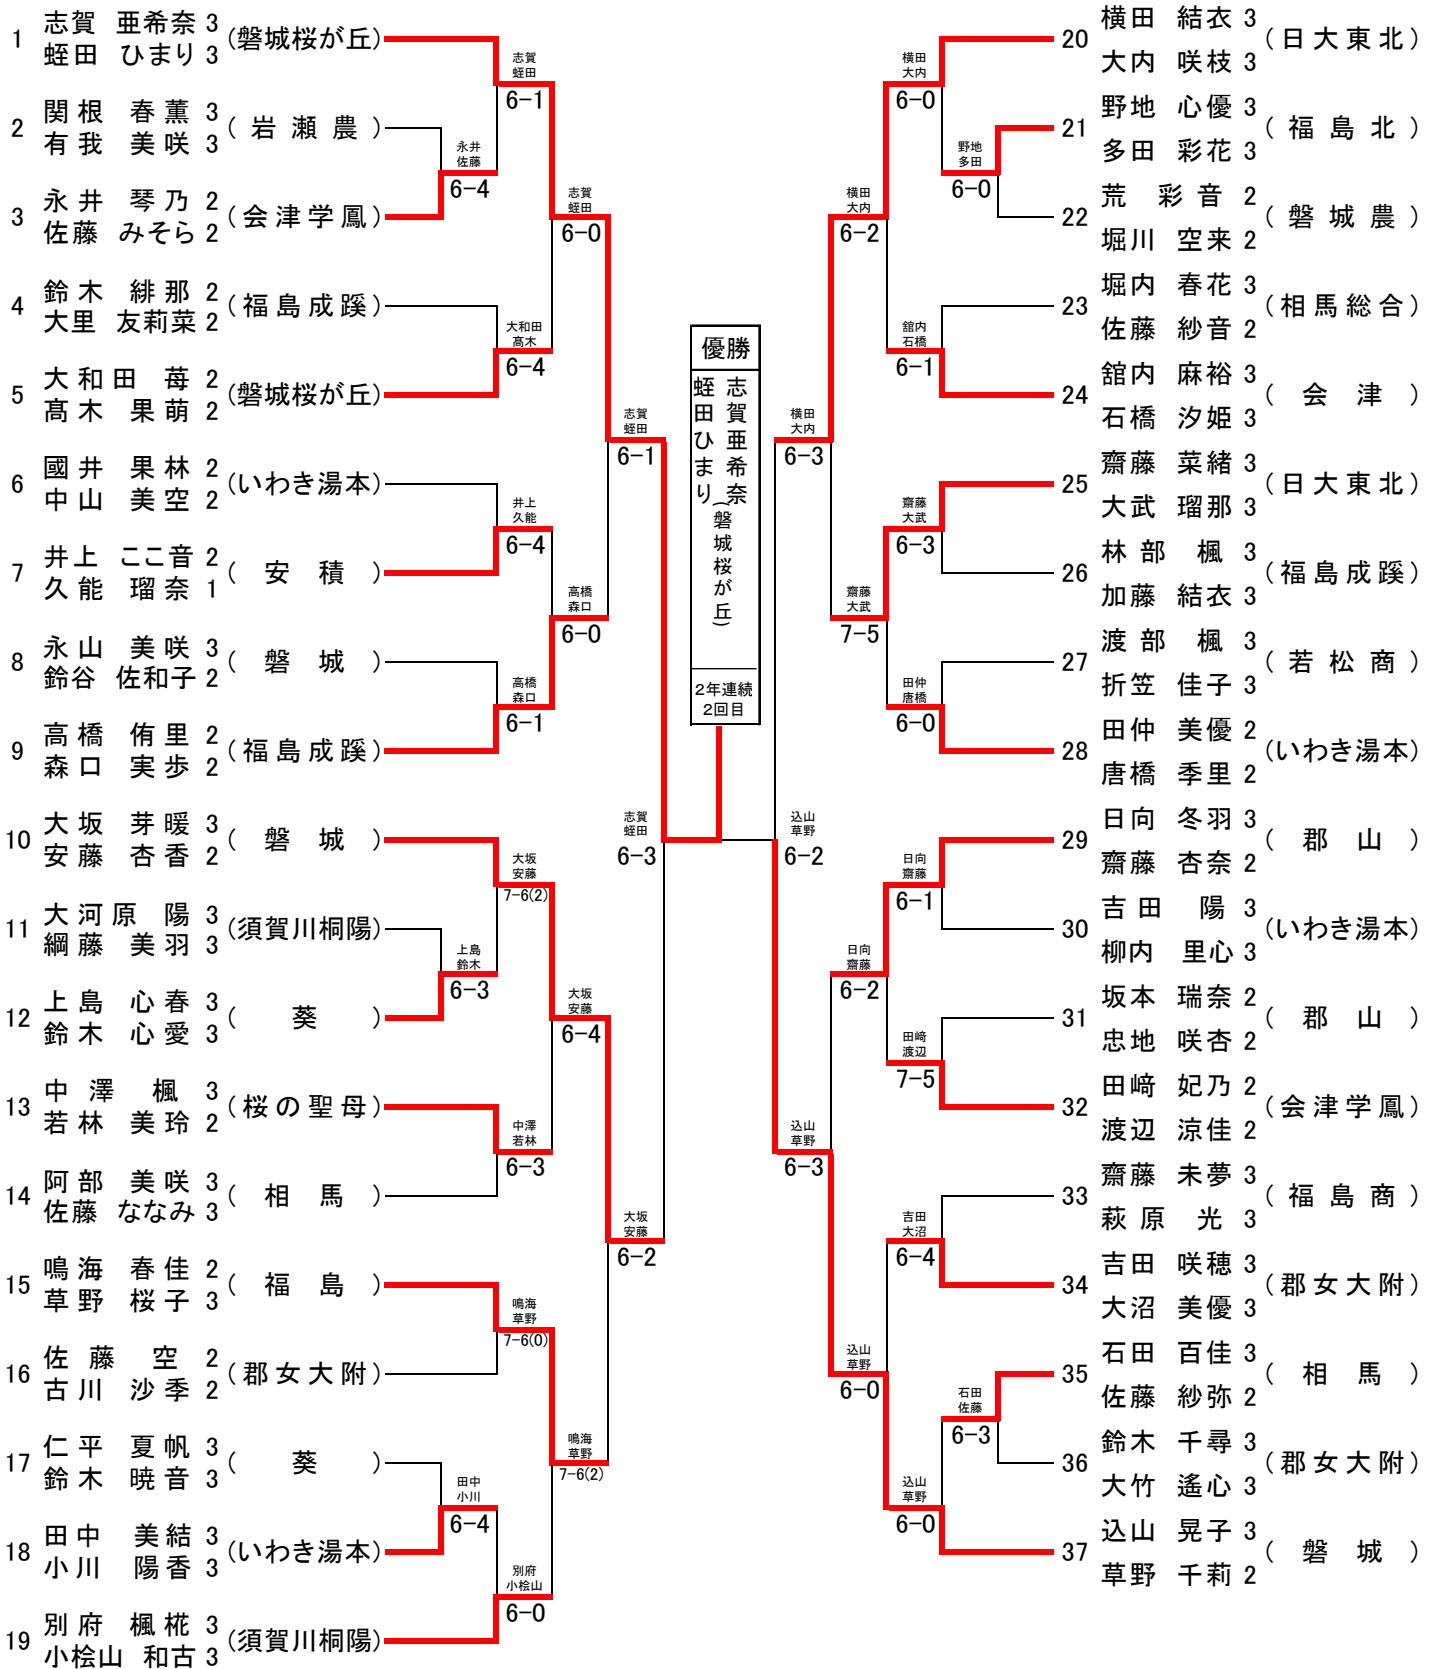 1 志賀 亜希奈 3 (磐城桜が丘)
蛭田 ひまり 3
2 関根 春薫 3 (岩瀬農)
有我 美咲 3
3 永井 琴乃 2 (会津学鳳)
佐藤 みそら 2
4 鈴木 緋那 2 (福島成蹊)
大里 友莉菜 2
5 大和田 苺 2 (磐城桜が丘)
髙木 果萌 2
6 國井 果林 2 (いわき湯本)
中山 美空 2
7 井上 ここ音 2 (安積)
久能 瑠奈 1
8 永山 美咲 3 (磐城)
鈴谷 佐和子 2
9 高橋 侑里 2 (福島成蹊)
森口 実歩 2
10 大坂 芽暖 3 (磐城)
安藤 杏香 2
11 大河原 陽 3 (須賀川桐陽)
綱藤 美羽 3
12 上島 心春 3 (葵)
鈴木 心愛 3
13 中澤 楓 3 (桜の聖母)
若林 美玲 2
14 阿部 美咲 3 (相馬)
佐藤 ななみ 3
15 鳴海 春佳 2 (福島)
草野 桜子 3
16 佐藤 空 2 (郡女大附)
古川 沙季 2
17 仁平 夏帆 3 (葵)
鈴木 暁音 3
18 田中 美結 3 (いわき湯本)
小川 陽香 3
19 別府 楓椛 3 (須賀川桐陽)
小桧山 和古 3
永井
佐藤
6-4
上島
鈴木
6-3
田中
小川
6-4
志賀
蛭田
6-1
大和田
髙木
6-4
井上
久能
6-4
高橋
森口
6-1
大坂
安藤
7-6(2)
中澤
若林
6-3
鳴海
草野
7-6(0)
別府
小桧山
6-0
志賀
蛭田
6-0
高橋
森口
6-0
大坂
安藤
6-4
鳴海
草野
7-6(2)
志賀
蛭田
6-1
大坂
安藤
6-2
志賀
蛭田
6-3
優勝
志賀亜希奈
蛭田ひまり
(磐城桜が丘)
2年連続
2回目
込山
草野
6-2
横田
大内
6-3
込山
草野
6-3
横田
大内
6-2
齋藤
大武
7-5
日向
齋藤
6-2
込山
草野
6-0
横田
大内
6-0
舘内
石橋
6-1
齋藤
大武
6-3
田仲
唐橋
6-0
日向
齋藤
6-1
田﨑
渡辺
7-5
吉田
大沼
6-4
込山
草野
6-0
野地
多田
6-0
石田
佐藤
6-3
20 横田 結衣 3 (日大東北)
大内 咲枝 3
21 野地 心優 3 (福島北)
多田 彩花 3
22 荒 彩音 2 (磐城農)
堀川 空来 2
23 堀内 春花 3 (相馬総合)
佐藤 紗音 2
24 舘内 麻裕 3 (会津)
石橋 汐姫 3
25 齋藤 菜緒 3 (日大東北)
大武 瑠那 3
26 林部 楓 3 (福島成蹊)
加藤 結衣 3
27 渡部 楓 3 (若松商)
折笠 佳子 3
28 田仲 美優 2 (いわき湯本)
唐橋 季里 2
29 日向 冬羽 3 (郡山)
齋藤 杏奈 2
30 吉田 陽 3 (いわき湯本)
柳内 里心 3
31 坂本 瑞奈 2 (郡山)
忠地 咲杏 2
32 田﨑 妃乃 2 (会津学鳳)
渡辺 涼佳 2
33 齋藤 未夢 3 (福島商)
萩原 光 3
34 吉田 咲穂 3 (郡女大附)
大沼 美優 3
35 石田 百佳 3 (相馬)
佐藤 紗弥 2
36 鈴木 千尋 3 (郡女大附)
大竹 遙心 3
37 込山 晃子 3 (磐城)
草野 千莉 2